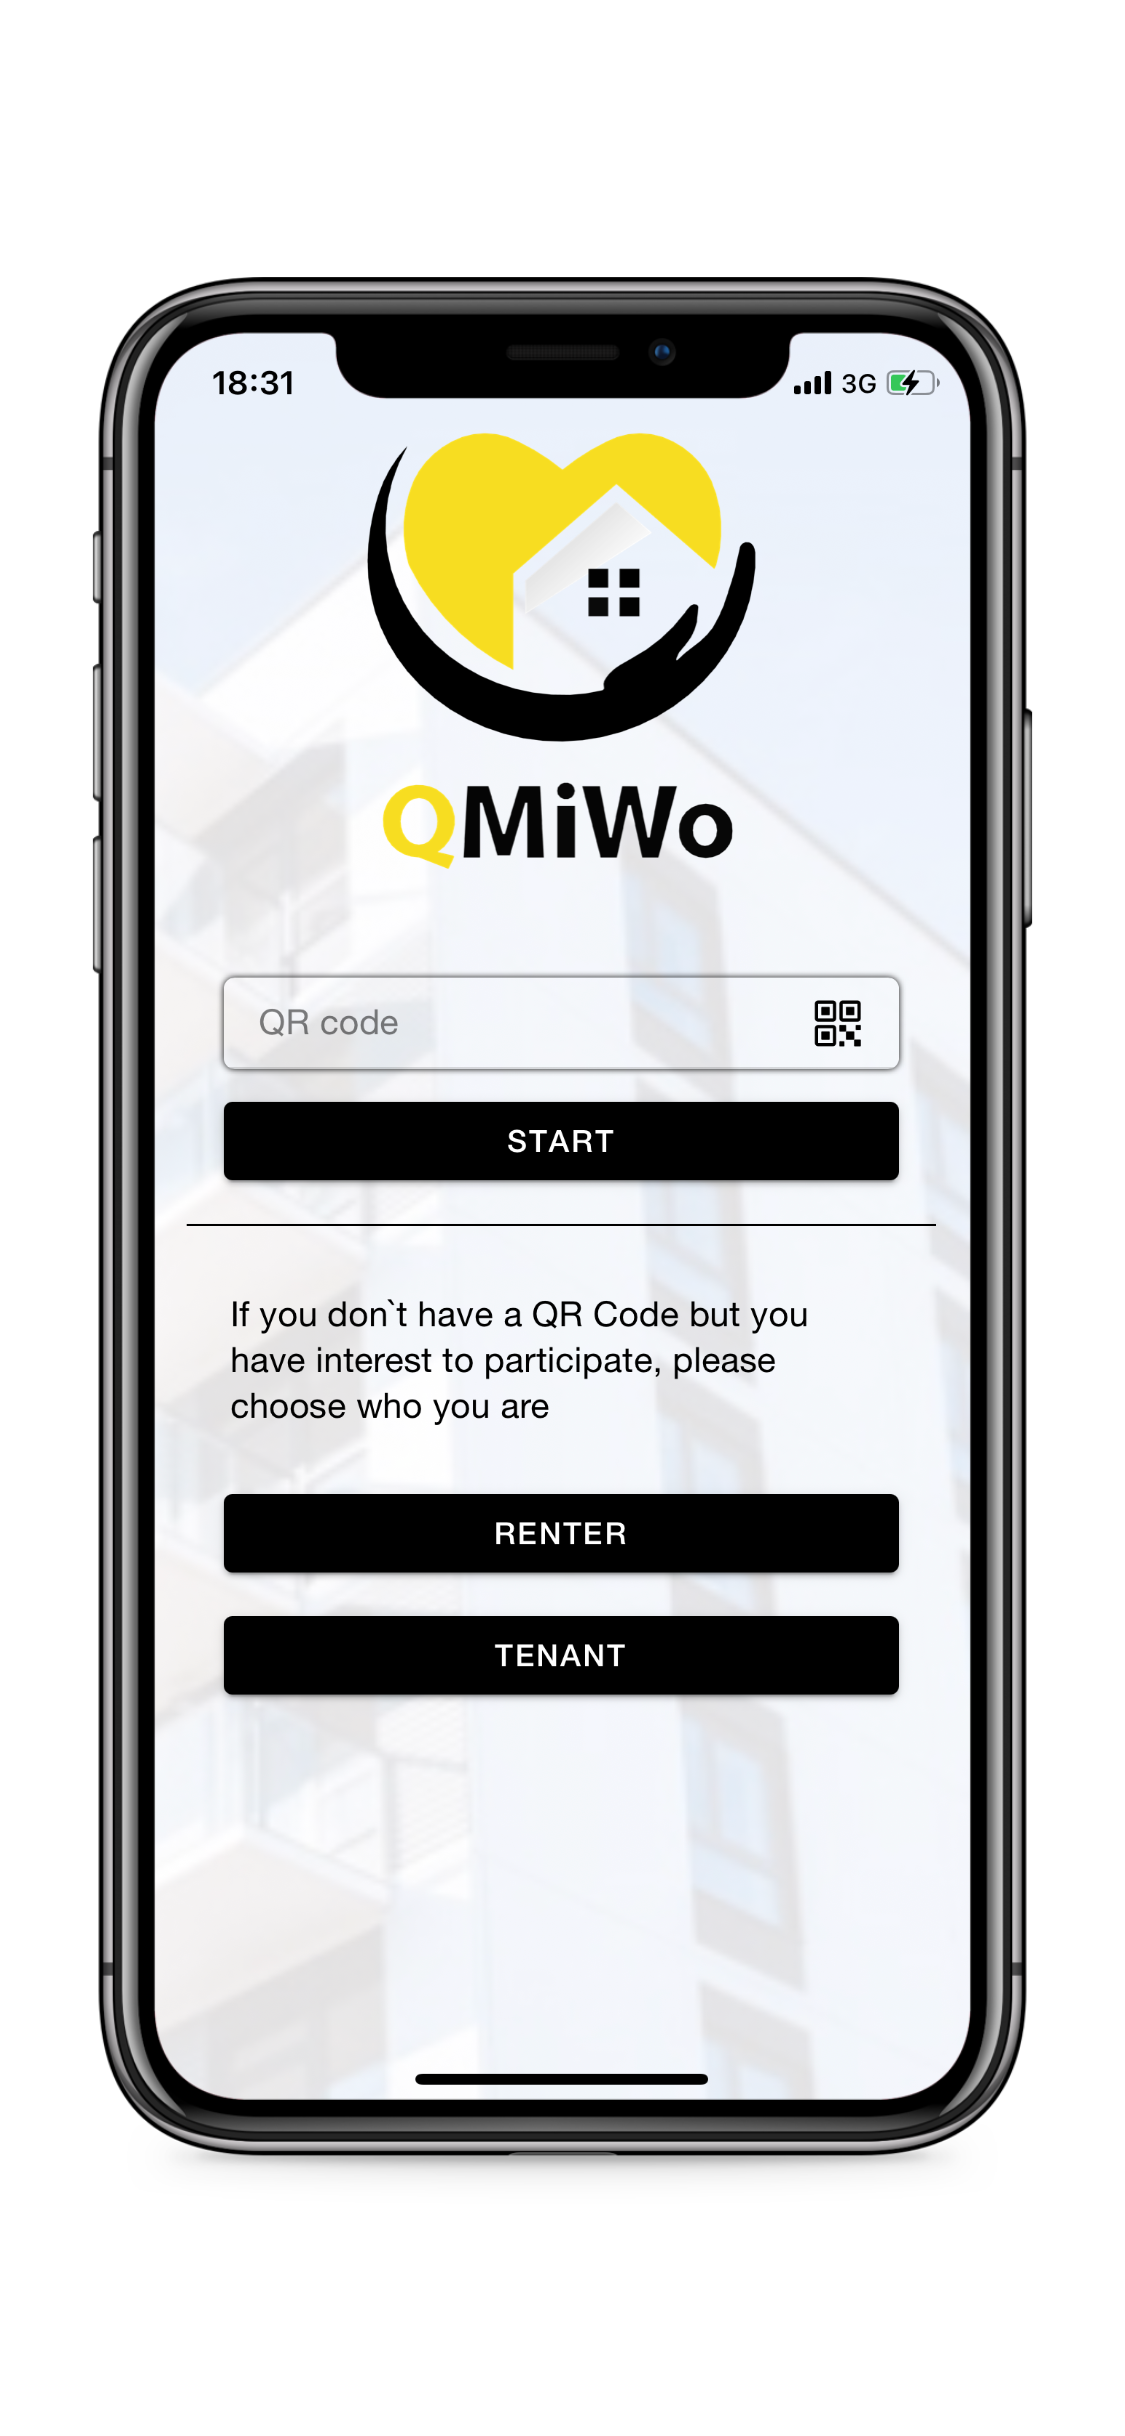 18:31 3G
QMiWo
QR code
START
If you don`t have a QR Code but you
have interest to participate, please
choose who you are
RENTER
TENANT